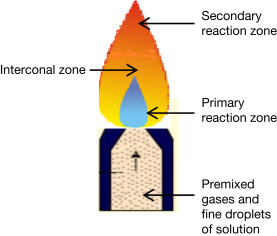 Secondary
reaction zone
Interconal zone
Primary
reaction zone
Premixed
gases and
fine droplets
of solution